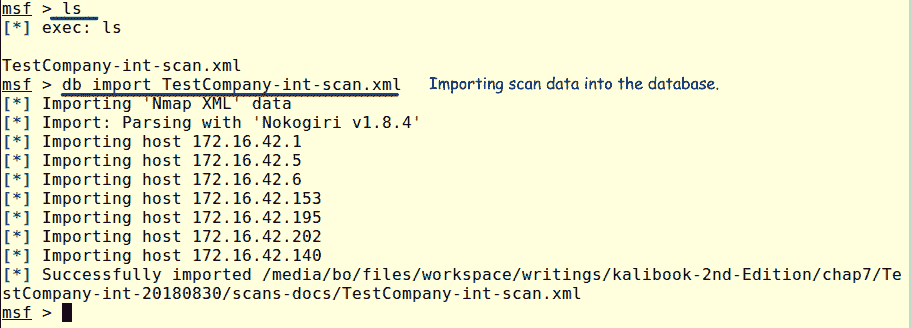 msf > ls
[*] exec: ls
TestCompany-int-scan.xml
msf > db_import TestCompany-int-scan.xml Importing scan data into the database.
[*] Importing 'Nmap XML' data
[*] Import: Parsing with 'Nokogiri v1.8.4'
[*] Importing host 172.16.42.1
[*] Importing host 172.16.42.5
[*] Importing host 172.16.42.6
[*] Importing host 172.16.42.153
[*] Importing host 172.16.42.195
[*] Importing host 172.16.42.202
[*] Importing host 172.16.42.140
[*] Successfully imported /media/bo/files/workspace/writings/kalibook-2nd-Edition/chap7/Te
stCompany-int-20180830/scans-docs/TestCompany-int-scan.xml
msf >